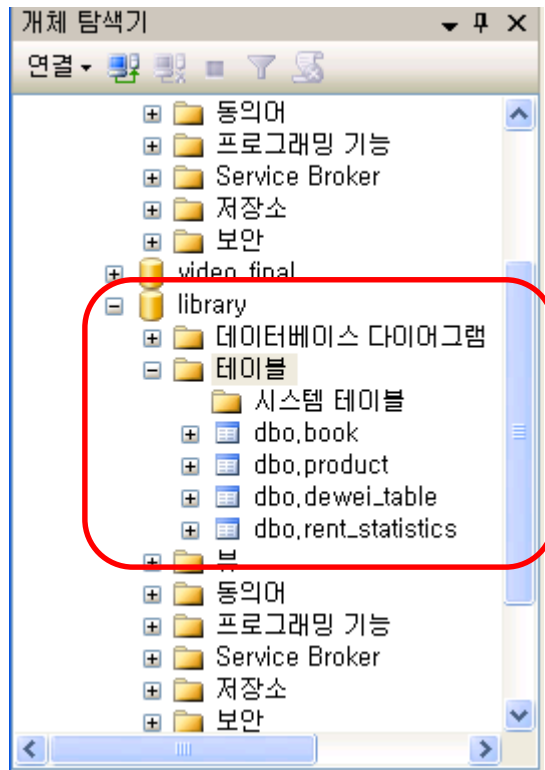 개체 탐색기
연결
동의어
프로그래밍 기능
Service Broker
저장소
보안
video_final
library
데이터베이스 다이어그램
테이블
시스템 테이블
dbo.book
dbo.product
dbo.dewei_table
dbo.rent_statistics
뷰
동의어
프로그래밍 기능
Service Broker
저장소
보안